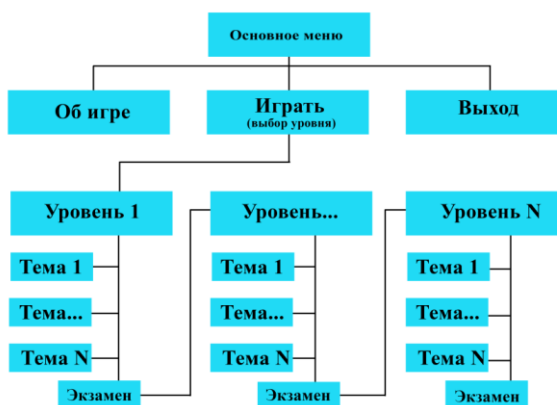 Основное меню
Об игре
Играть
(выбор уровня)
Выход
Уровень 1
Уровень...
Уровень N
Тема 1
Тема 1
Тема 1
Тема...
Тема...
Тема...
Тема N
Тема N
Тема N
Экзамен
Экзамен
Экзамен